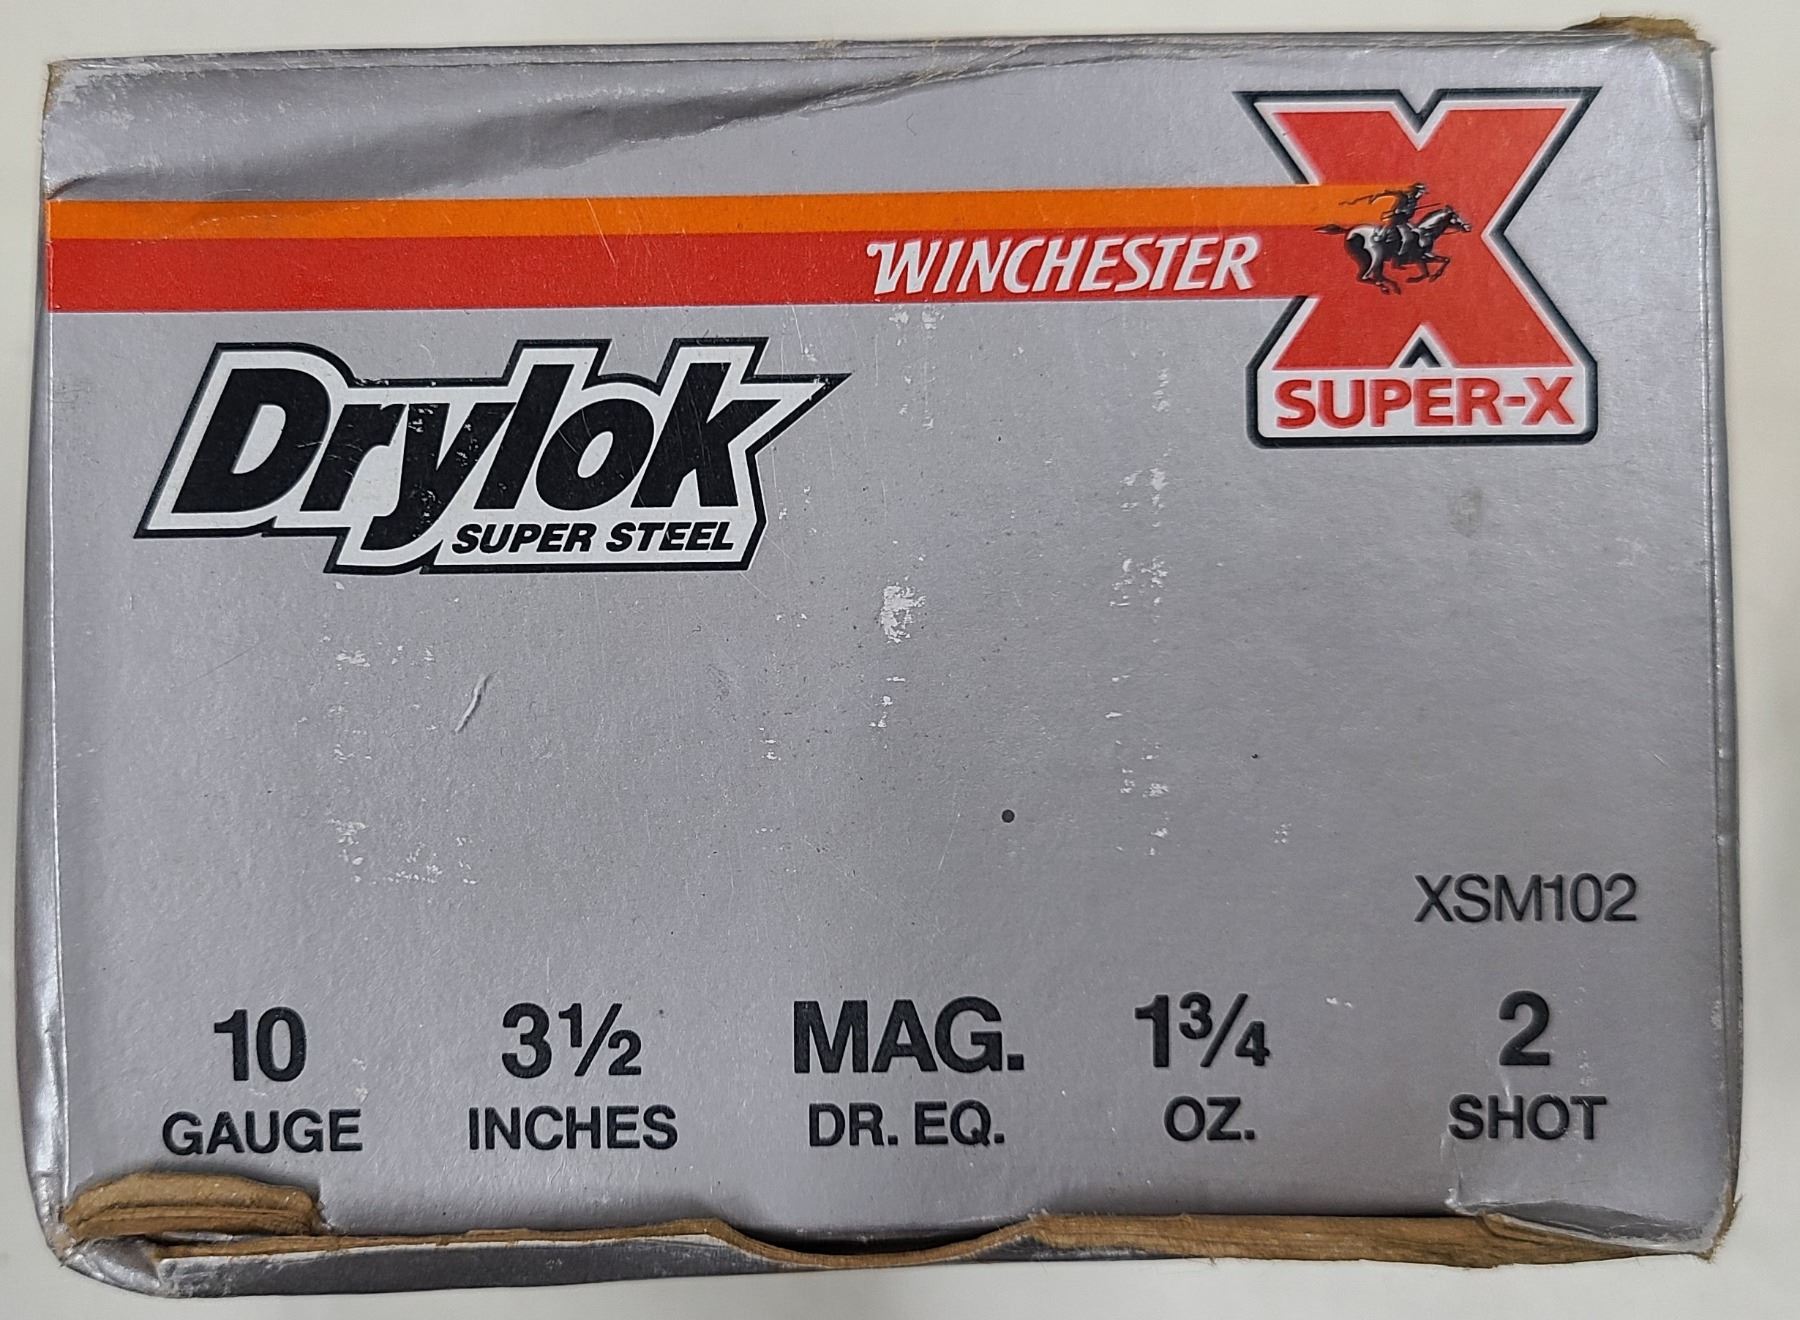 WINCHESTER
X
SUPER-X
Drylok
SUPER STEEL
XSM102
10 3½ MAG. 1¾ 2
GAUGE INCHES DR. EQ. OZ. SHOT